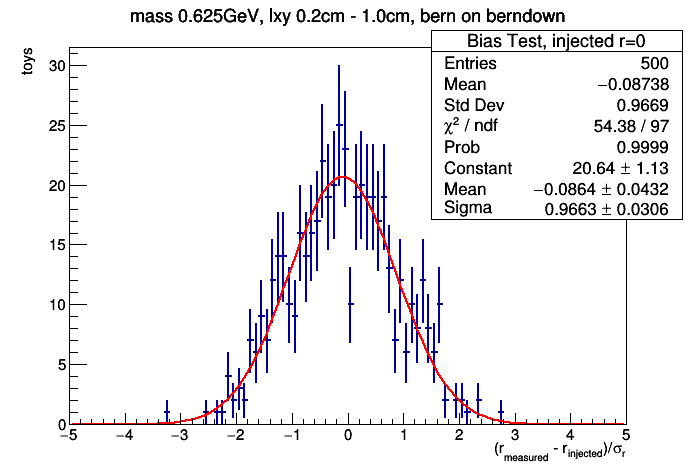 mass 0.625GeV, lxy 0.2cm - 1.0cm, bern on berndown
toys
Bias Test, injected r=0
Entries 500
Mean −0.08738
Std Dev 0.9669
χ² / ndf 54.38 / 97
Prob 0.9999
Constant 20.64 ± 1.13
Mean −0.0864 ± 0.0432
Sigma 0.9663 ± 0.0306
30
25
20
15
10
5
0
−5 −4 −3 −2 −1 0 1 2 3 4 5
(r_measured - r_injected)/σ_r